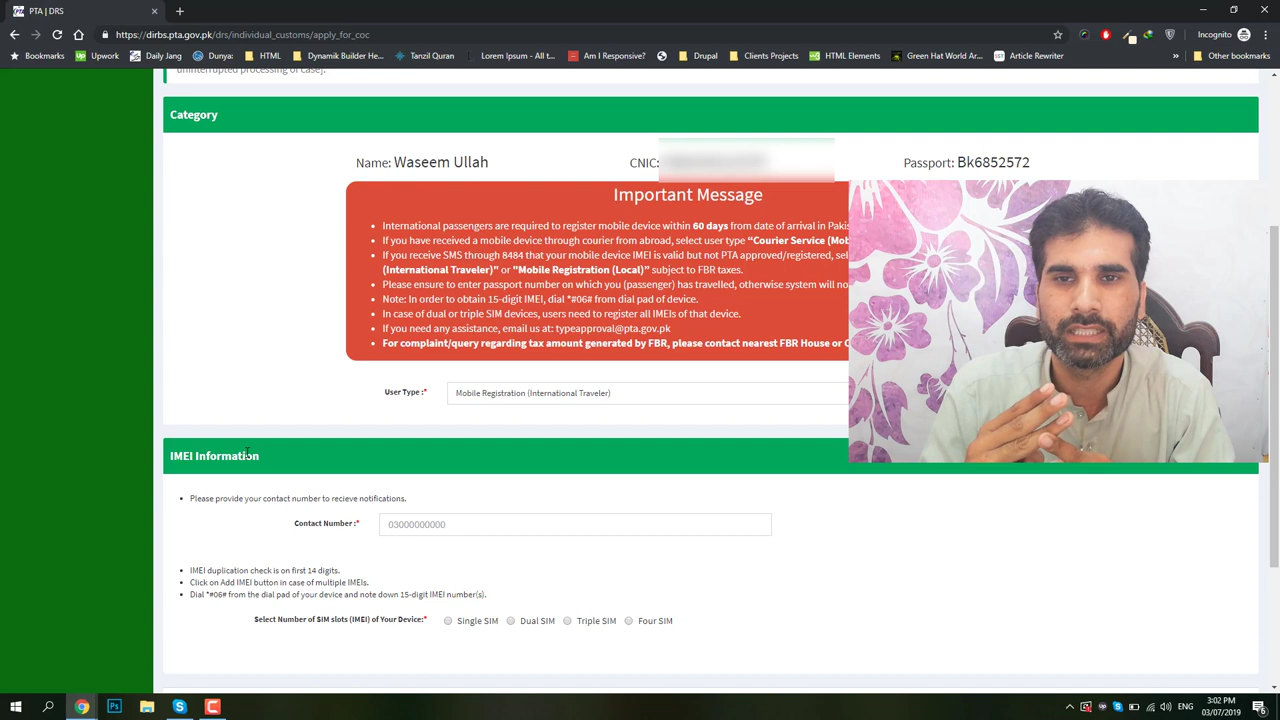 PTA | DRS
https://dirbs.pta.gov.pk/drs/individual_customs/apply_for_coc
Incognito
Bookmarks Upwork Daily Jang Dunya: HTML Dynamik Builder He... Tanzil Quran Lorem Ipsum - All t... Am I Responsive? Drupal Clients Projects HTML Elements Green Hat World Ar... Article Rewriter » Other bookmarks
uninterrupted processing of case].
Category
Name: Waseem Ullah CNIC: Passport: Bk6852572
Important Message
• International passengers are required to register mobile device within 60 days from date of arrival in Pakis
• If you have received a mobile device through courier from abroad, select user type “Courier Service (Mob
• If you receive SMS through 8484 that your mobile device IMEI is valid but not PTA approved/registered, sel
(International Traveler)" or "Mobile Registration (Local)” subject to FBR taxes.
• Please ensure to enter passport number on which you (passenger) has travelled, otherwise system will no
• Note: In order to obtain 15-digit IMEI, dial *#06# from dial pad of device.
• In case of dual or triple SIM devices, users need to register all IMEIs of that device.
• If you need any assistance, email us at: typeapproval@pta.gov.pk
• For complaint/query regarding tax amount generated by FBR, please contact nearest FBR House or C
User Type :* Mobile Registration (International Traveler)
IMEI Information
• Please provide your contact number to recieve notifications.
Contact Number :* 03000000000
• IMEI duplication check is on first 14 digits.
• Click on Add IMEI button in case of multiple IMEIs.
• Dial *#06# from the dial pad of your device and note down 15-digit IMEI number(s).
Select Number of SIM slots (IMEI) of Your Device:* Single SIM Dual SIM Triple SIM Four SIM
ENG
3:02 PM
03/07/2019